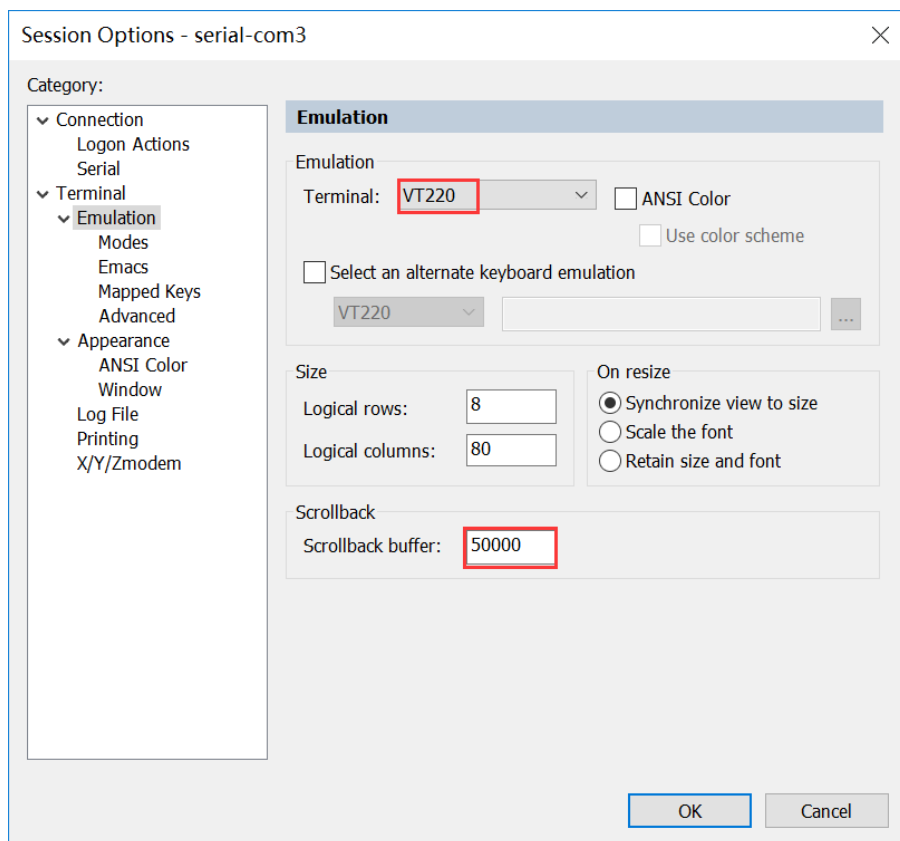 Session Options - serial-com3
Category:
Connection
Logon Actions
Serial
Terminal
Emulation
Modes
Emacs
Mapped Keys
Advanced
Appearance
ANSI Color
Window
Log File
Printing
X/Y/Zmodem
Emulation
Emulation
Terminal: VT220 ANSI Color
Use color scheme
Select an alternate keyboard emulation
VT220 ...
Size
Logical rows: 8
Logical columns: 80
On resize
Synchronize view to size
Scale the font
Retain size and font
Scrollback
Scrollback buffer: 50000
OK Cancel